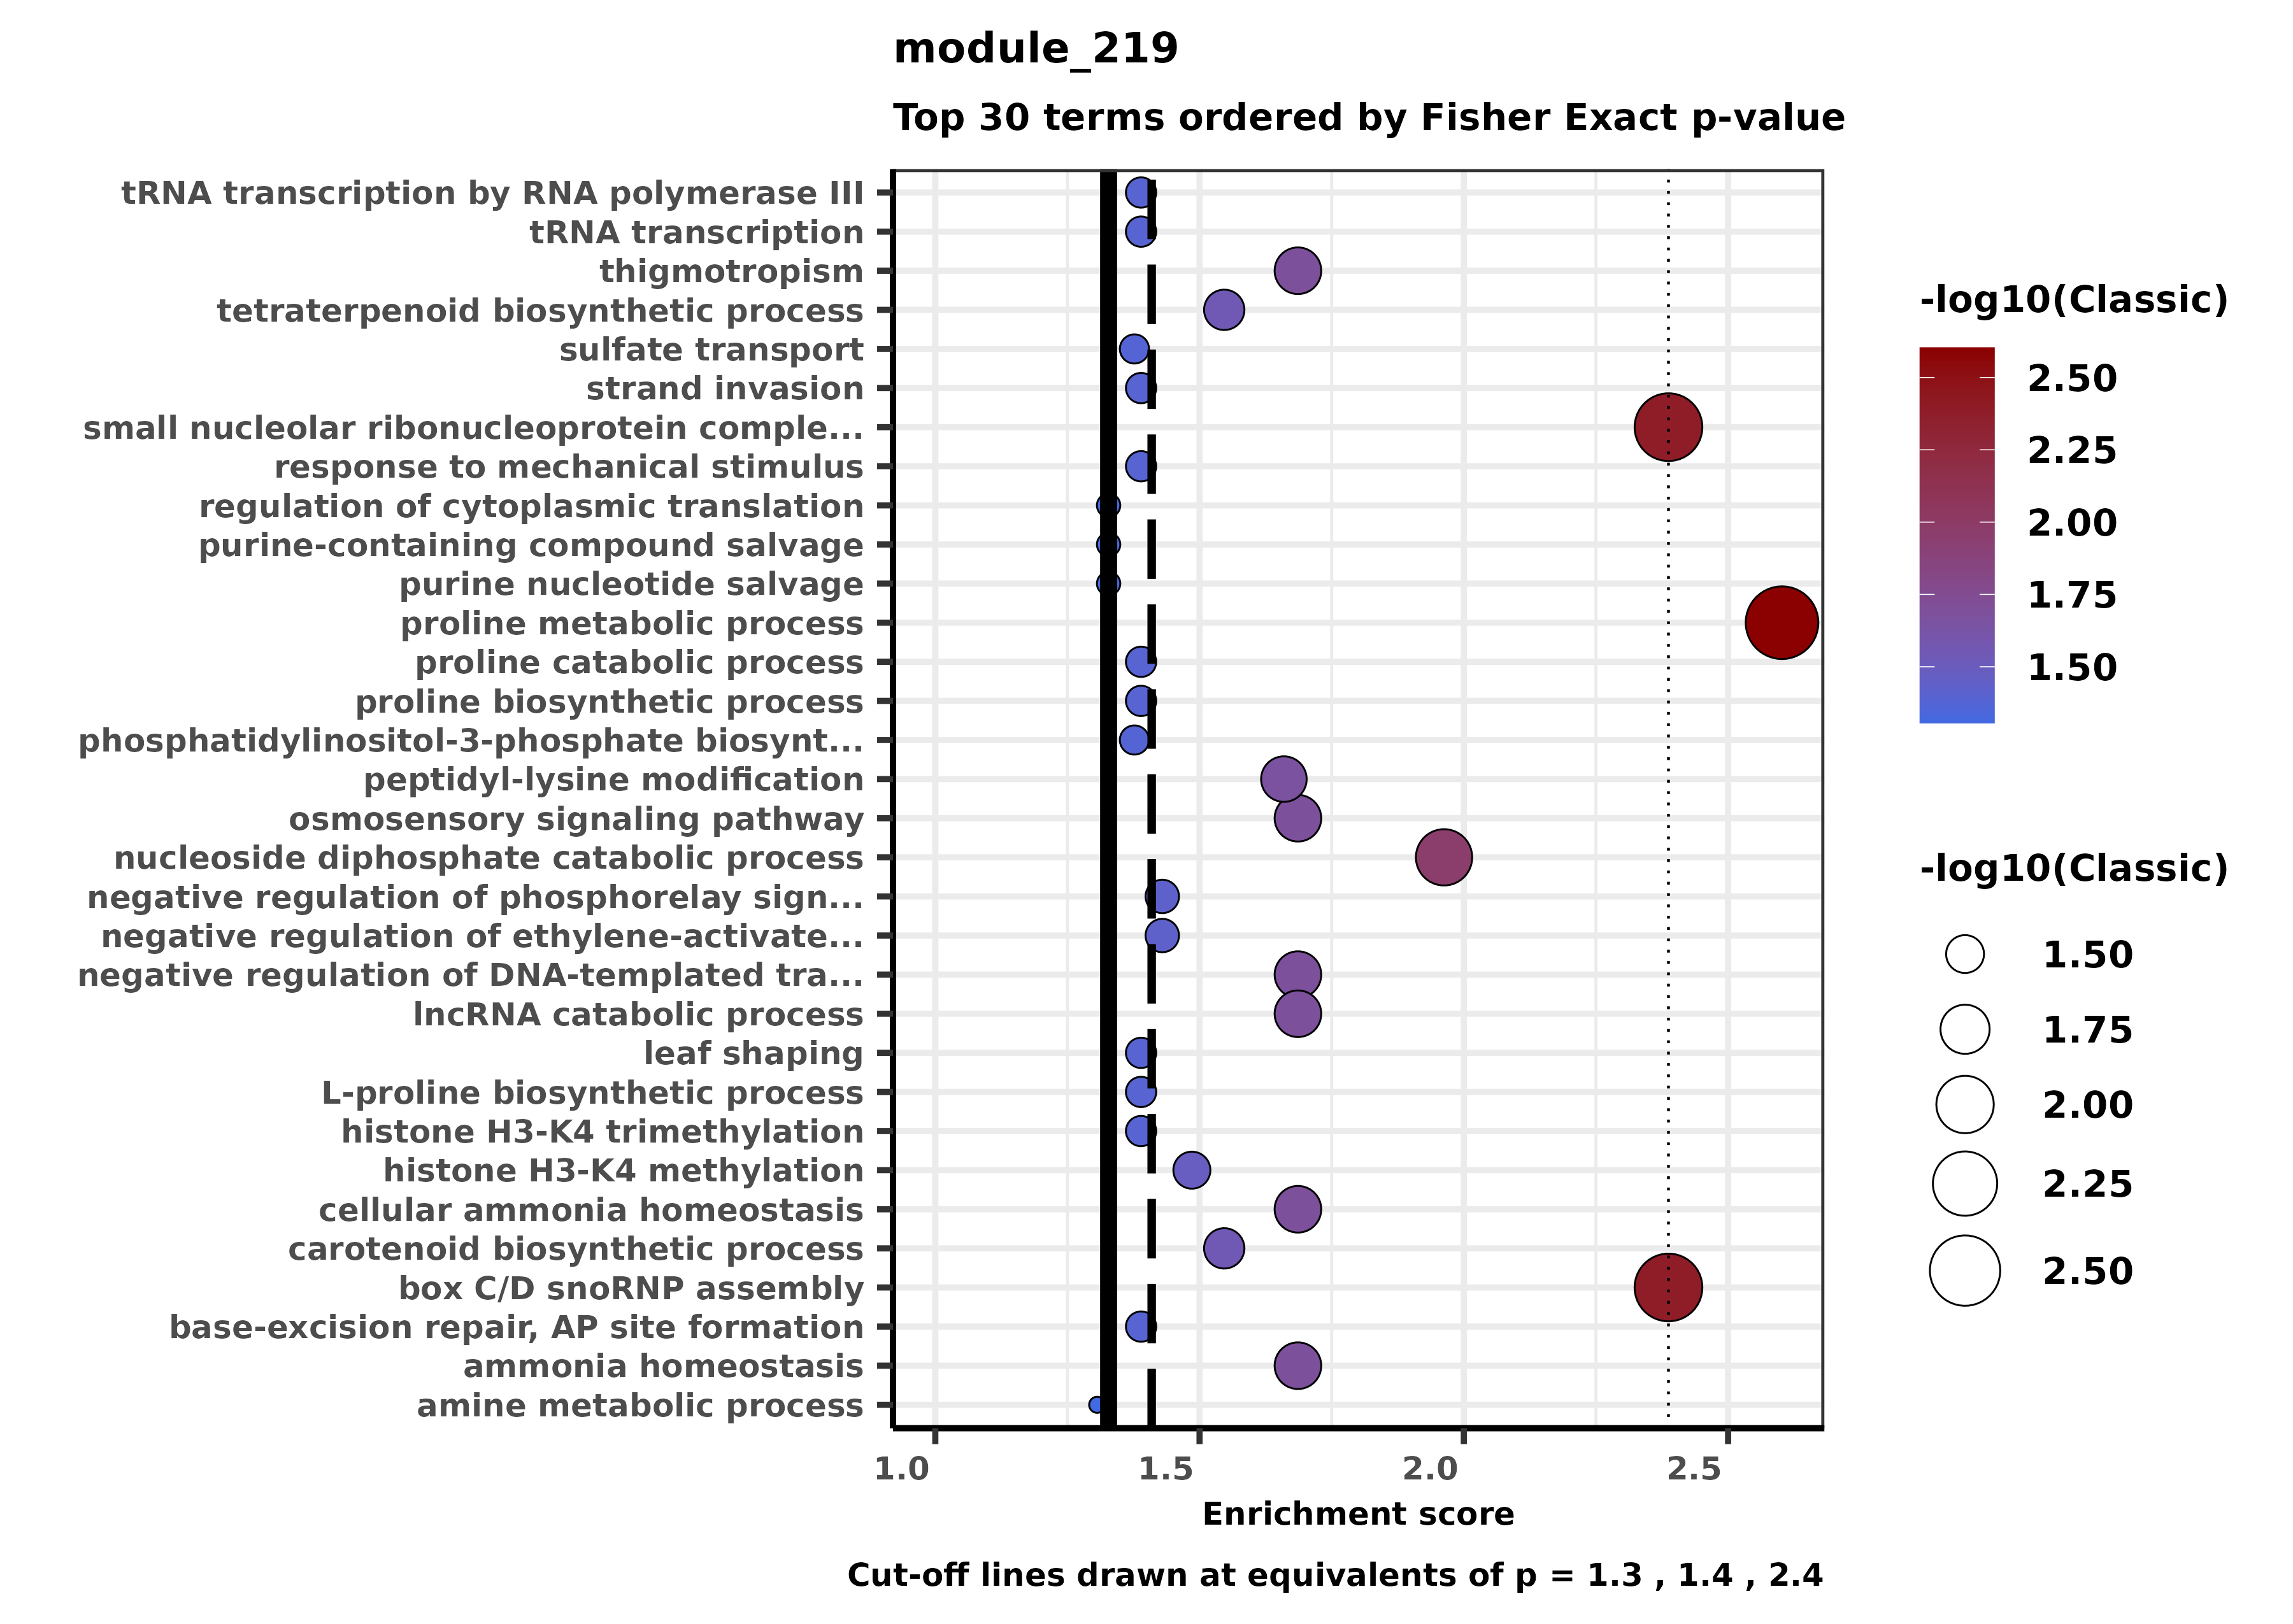 module_219
Top 30 terms ordered by Fisher Exact p-value
tRNA transcription by RNA polymerase III
tRNA transcription
thigmotropism
tetraterpenoid biosynthetic process
sulfate transport
strand invasion
small nucleolar ribonucleoprotein comple...
response to mechanical stimulus
regulation of cytoplasmic translation
purine-containing compound salvage
purine nucleotide salvage
proline metabolic process
proline catabolic process
proline biosynthetic process
phosphatidylinositol-3-phosphate biosynt...
peptidyl-lysine modification
osmosensory signaling pathway
nucleoside diphosphate catabolic process
negative regulation of phosphorelay sign...
negative regulation of ethylene-activate...
negative regulation of DNA-templated tra...
lncRNA catabolic process
leaf shaping
L-proline biosynthetic process
histone H3-K4 trimethylation
histone H3-K4 methylation
cellular ammonia homeostasis
carotenoid biosynthetic process
box C/D snoRNP assembly
base-excision repair, AP site formation
ammonia homeostasis
amine metabolic process
1.0 1.5 2.0 2.5
Enrichment score
Cut-off lines drawn at equivalents of p = 1.3 , 1.4 , 2.4
-log10(Classic)
2.50
2.25
2.00
1.75
1.50
-log10(Classic)
1.50
1.75
2.00
2.25
2.50